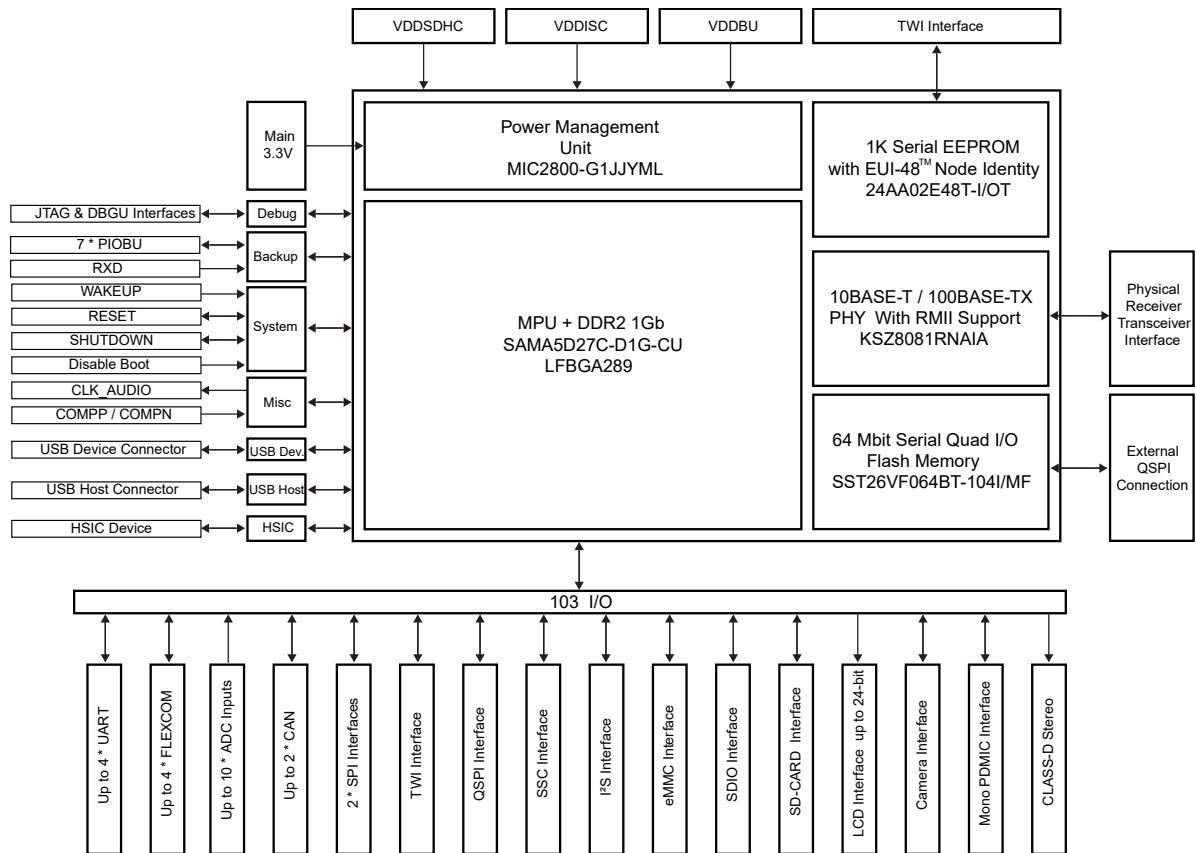 VDDSDHC
VDDISC
VDDBU
TWI Interface
Main
3.3V
Power Management
Unit
MIC2800-G1JJYML
1K Serial EEPROM
with EUI-48™ Node Identity
24AA02E48T-I/OT
JTAG & DBGU Interfaces
Debug
7 * PIOBU
RXD
Backup
WAKEUP
RESET
SHUTDOWN
Disable Boot
System
CLK_AUDIO
COMPP / COMPN
Misc
USB Device Connector
USB Dev.
USB Host Connector
USB Host
HSIC Device
HSIC
MPU + DDR2 1Gb
SAMA5D27C-D1G-CU
LFBGA289
10BASE-T / 100BASE-TX
PHY With RMII Support
KSZ8081RNAIA
Physical
Receiver
Transceiver
Interface
64 Mbit Serial Quad I/O
Flash Memory
SST26VF064BT-104I/MF
External
QSPI
Connection
103 I/O
Up to 4 * UART
Up to 4 * FLEXCOM
Up to 10 * ADC Inputs
Up to 2 * CAN
2 * SPI Interfaces
TWI Interface
QSPI Interface
SSC Interface
I²S Interface
eMMC Interface
SDIO Interface
SD-CARD Interface
LCD Interface up to 24-bit
Camera Interface
Mono PDMIC Interface
CLASS-D Stereo